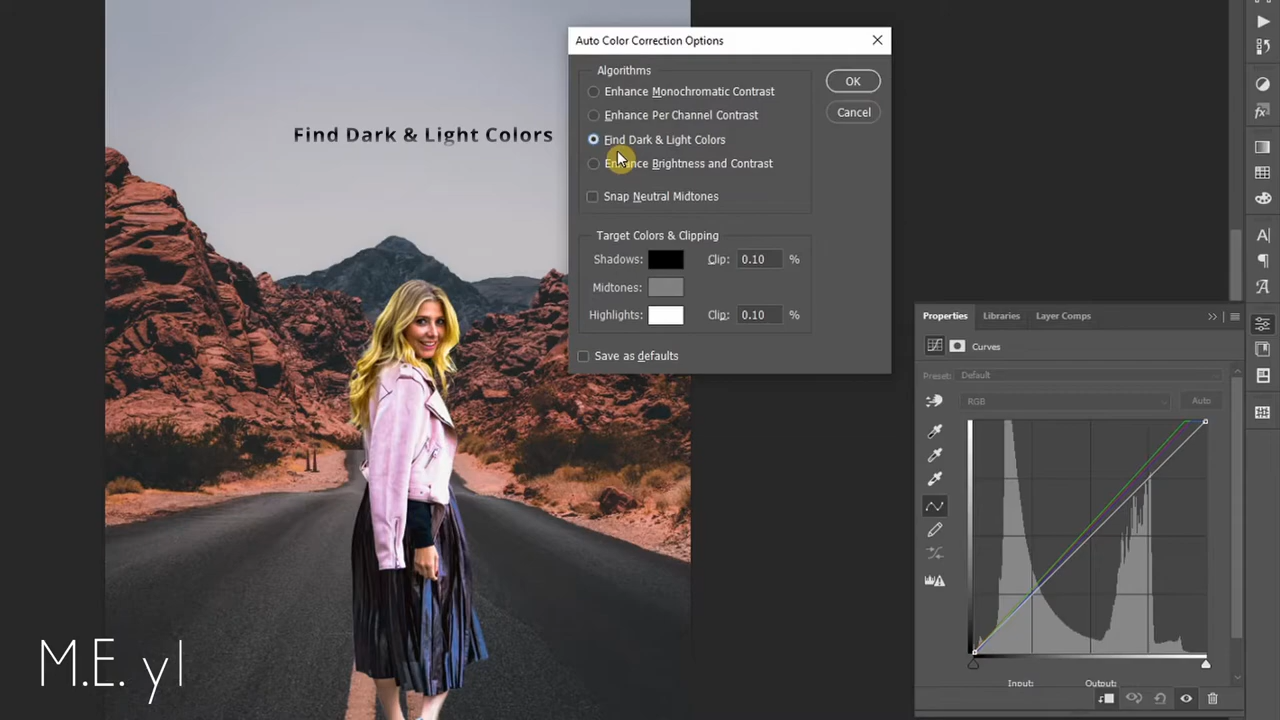 Auto Color Correction Options
Algorithms
Enhance Monochromatic Contrast
OK
Enhance Per Channel Contrast
Cancel
Find Dark & Light Colors
Find Dark & Light Colors
Enhance Brightness and Contrast
Snap Neutral Midtones
Target Colors & Clipping
Shadows: Clip: 0.10 %
Midtones:
Highlights: Clip: 0.10 %
Save as defaults
Properties Libraries Layer Comps
Curves
Preset: Default
RGB Auto
Input: Output:
M.E. yl